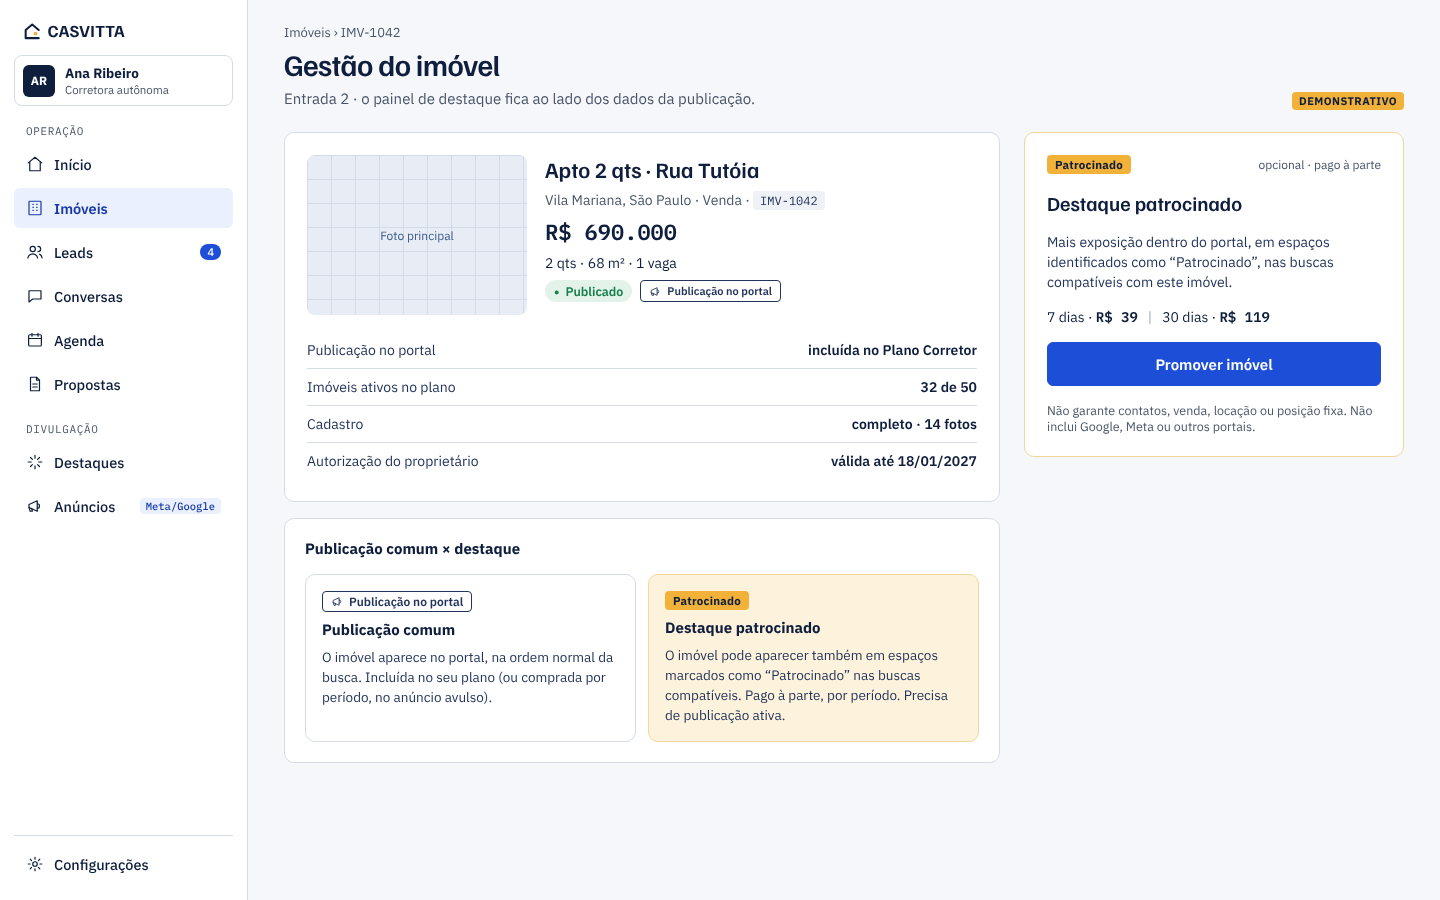 CASVITTA
AR
Ana Ribeiro
Corretora autônoma
OPERAÇÃO
Início
Imóveis
Leads
4
Conversas
Agenda
Propostas
DIVULGAÇÃO
Destaques
Anúncios
Meta/Google
Configurações
Imóveis › IMV-1042
Gestão do imóvel
Entrada 2 · o painel de destaque fica ao lado dos dados da publicação.
DEMONSTRATIVO
Foto principal
Apto 2 qts · Rua Tutóia
Vila Mariana, São Paulo · Venda · IMV-1042
R$ 690.000
2 qts · 68 m² · 1 vaga
• Publicado
Publicação no portal
Publicação no portal
incluída no Plano Corretor
Imóveis ativos no plano
32 de 50
Cadastro
completo · 14 fotos
Autorização do proprietário
válida até 18/01/2027
Publicação comum × destaque
Publicação no portal
Publicação comum
O imóvel aparece no portal, na ordem normal da
busca. Incluída no seu plano (ou comprada por
período, no anúncio avulso).
Patrocinado
Destaque patrocinado
O imóvel pode aparecer também em espaços
marcados como “Patrocinado” nas buscas
compatíveis. Pago à parte, por período. Precisa
de publicação ativa.
Patrocinado
opcional · pago à parte
Destaque patrocinado
Mais exposição dentro do portal, em espaços
identificados como “Patrocinado”, nas buscas
compatíveis com este imóvel.
7 dias · R$ 39 | 30 dias · R$ 119
Promover imóvel
Não garante contatos, venda, locação ou posição fixa. Não
inclui Google, Meta ou outros portais.